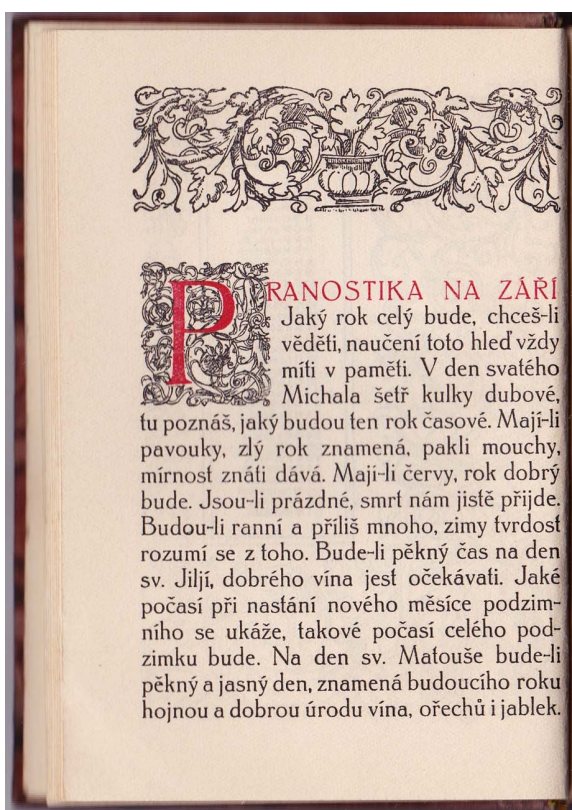 PRANOSTIKA NA ZÁŘÍ
Jaký rok celý bude, chceš-li
věděti, naučení toto hleď vždy
míti v paměti. V den svatého
Michala šetř kulky dubové,
tu poznáš, jaký budou ten rok časové. Mají-li
pavouky, zlý rok znamená, pakli mouchy,
mírnost znáti dává. Mají-li červy, rok dobrý
bude. Jsou-li prázdné, smrt nám jistě přijde.
Budou-li ranní a příliš mnoho, zimy tvrdost
rozumí se z toho. Bude-li pěkný čas na den
sv. Jiljí, dobrého vína jest očekávati. Jaké
počasí při nastání nového měsíce podzim-
ního se ukáže, takové počasí celého pod-
zimku bude. Na den sv. Matouše bude-li
pěkný a jasný den, znamená budoucího roku
hojnou a dobrou úrodu vína, ořechů i jablek.